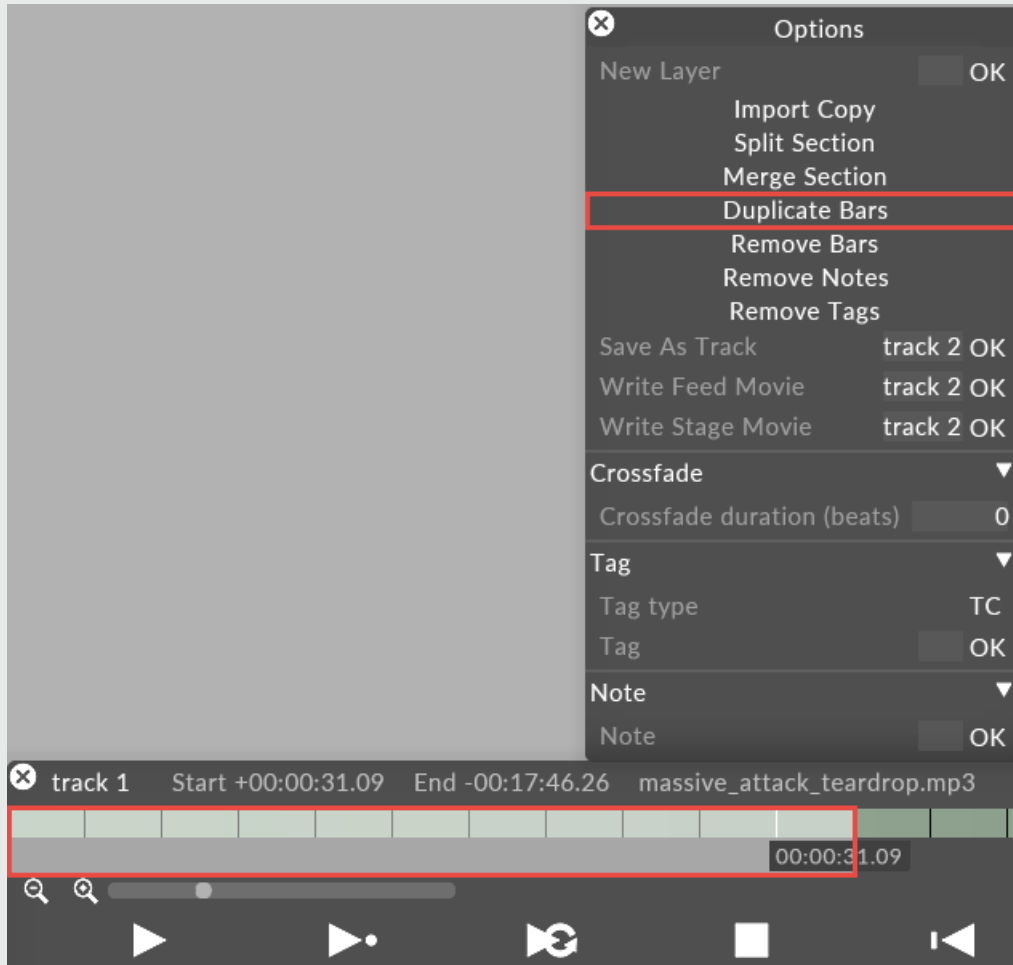 Options
New Layer OK
Import Copy
Split Section
Merge Section
Duplicate Bars
Remove Bars
Remove Notes
Remove Tags
Save As Track track 2 OK
Write Feed Movie track 2 OK
Write Stage Movie track 2 OK
Crossfade
Crossfade duration (beats) 0
Tag
Tag type TC
Tag OK
Note
Note OK
track 1 Start +00:00:31.09 End -00:17:46.26 massive_attack_teardrop.mp3
00:00:31.09